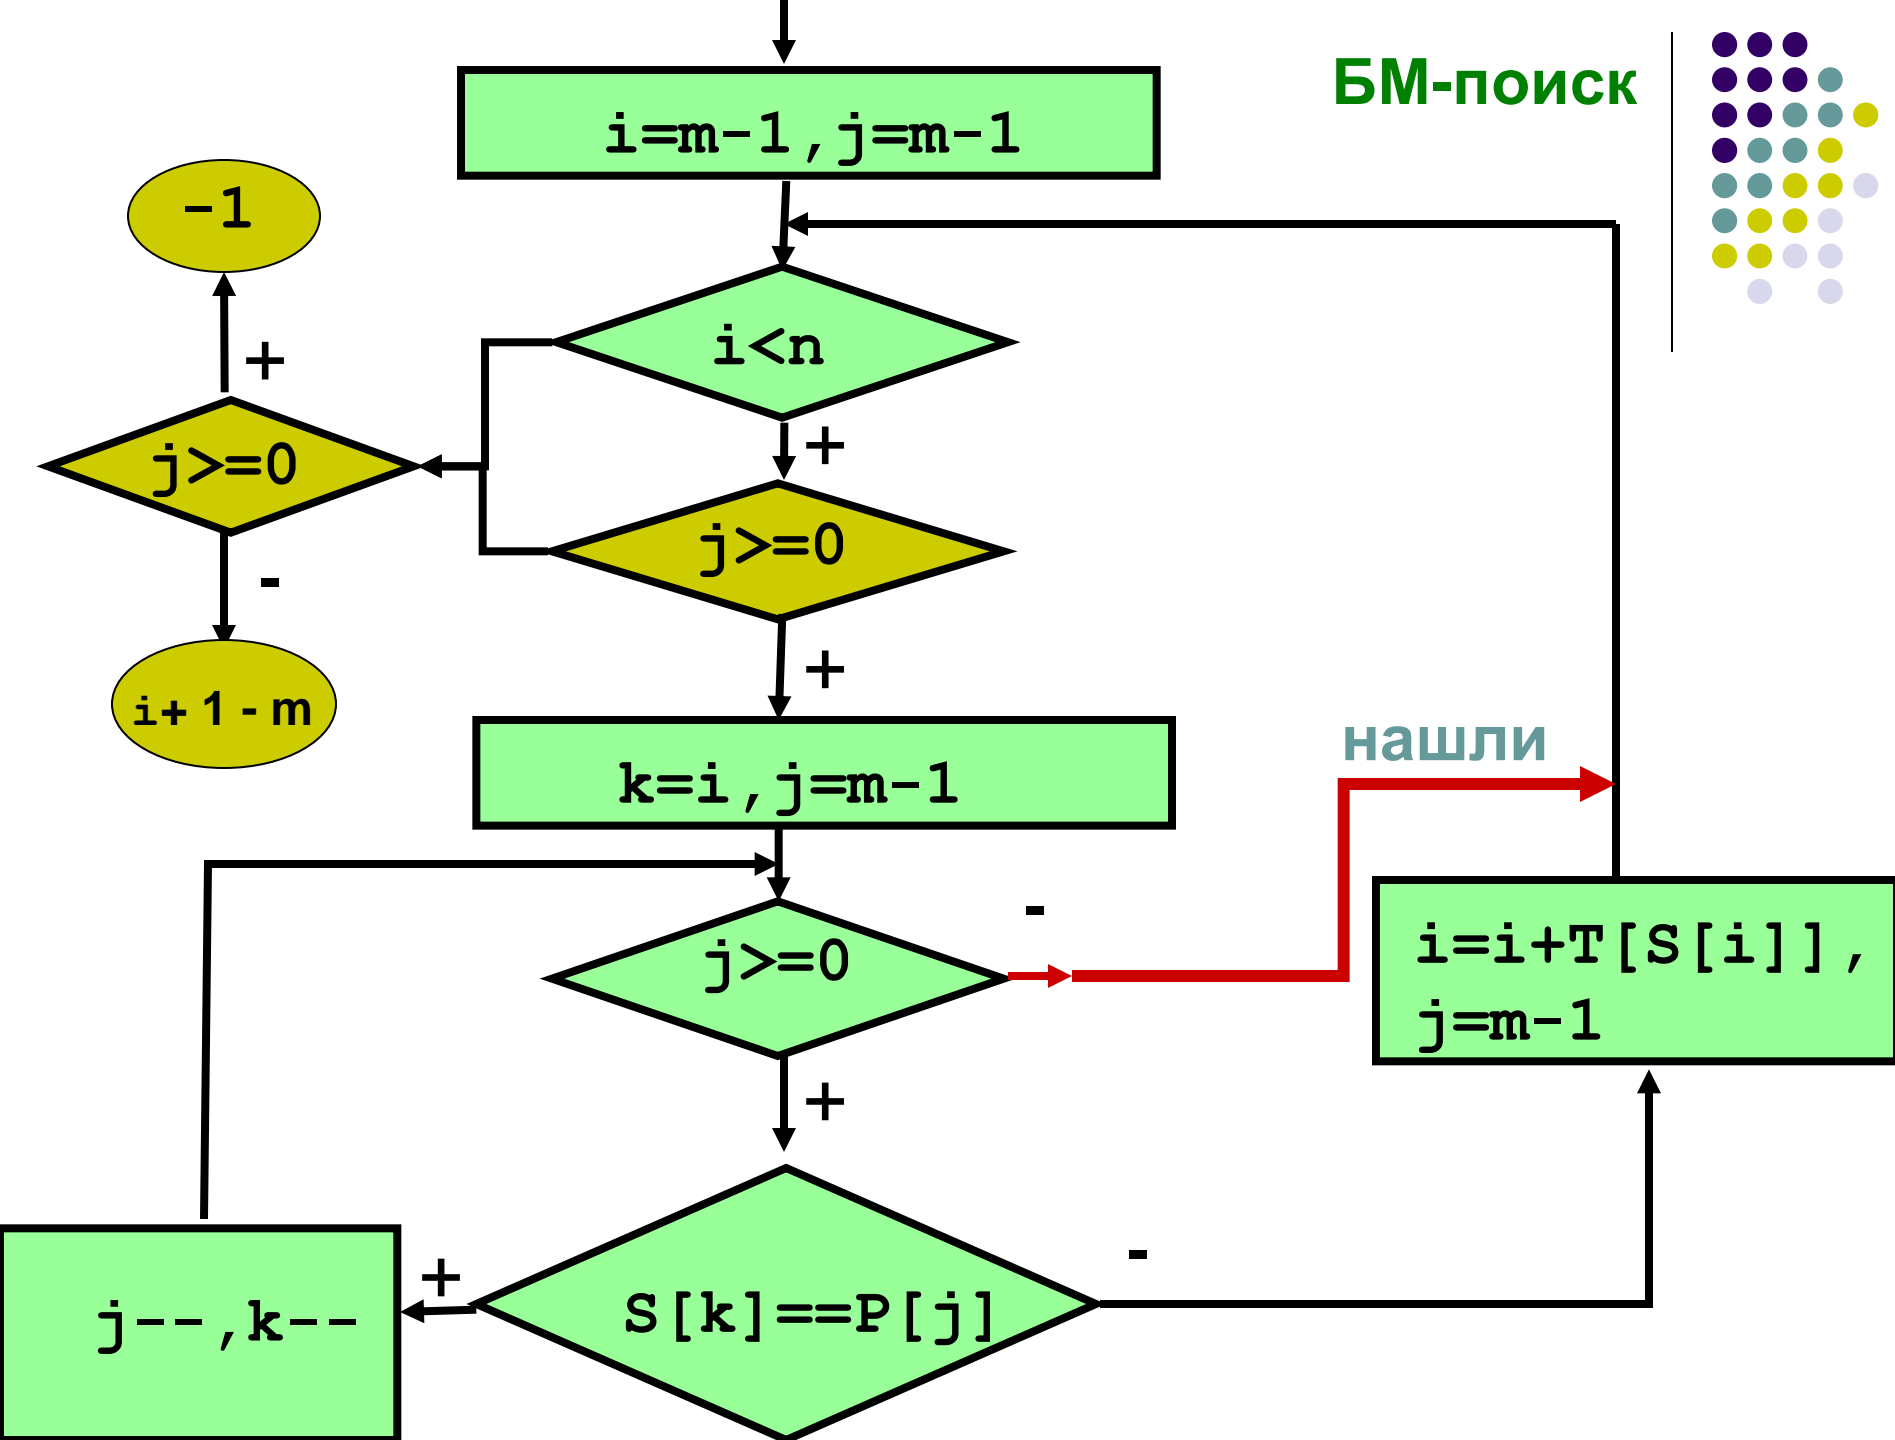 БМ-поиск
i=m-1,j=m-1
-1
i<n
+
+
j>=0
j>=0
-
+
i+ 1 - m
нашли
k=i,j=m-1
-
j>=0
i=i+T[S[i]],
j=m-1
+
-
+
S[k]==P[j]
j--,k--